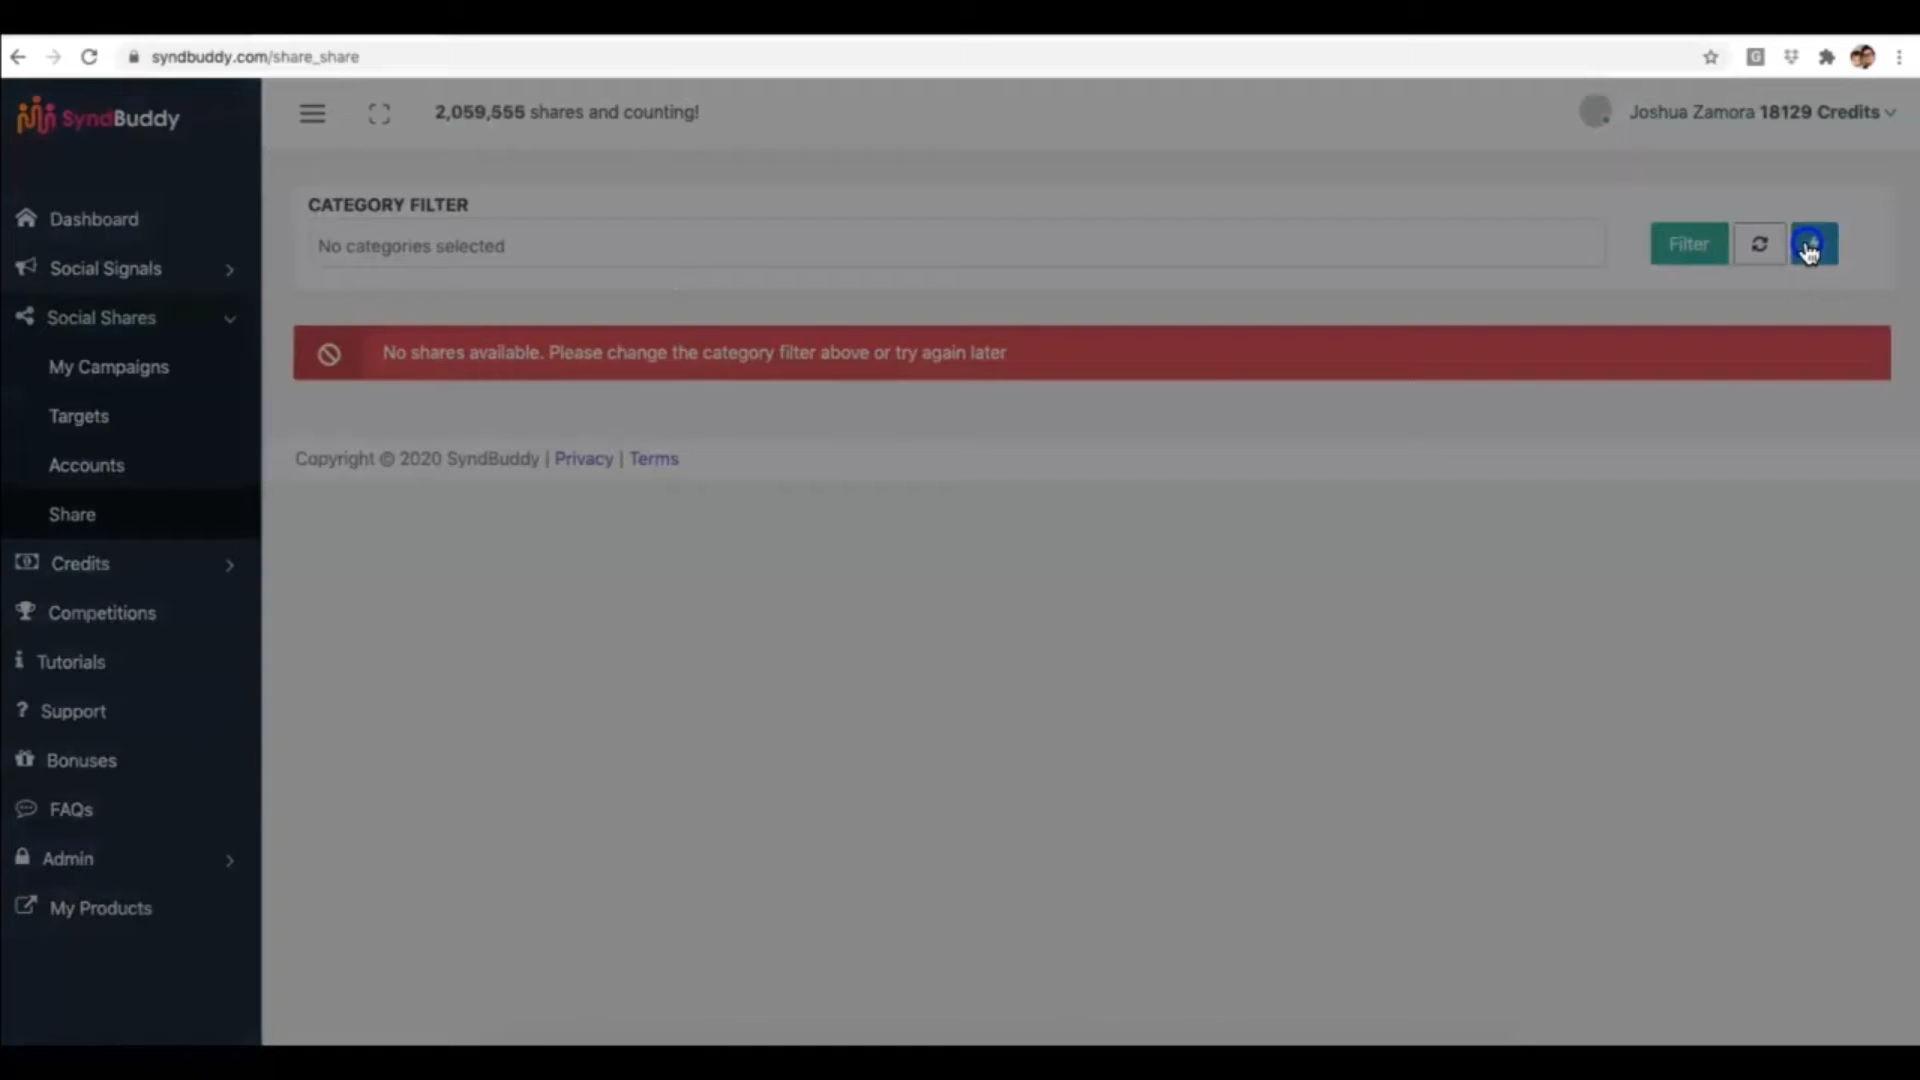 syndbuddy.com/share_share
SyndBuddy
2,059,555 shares and counting!
Joshua Zamora 18129 Credits
Dashboard
Social Signals
Social Shares
My Campaigns
Targets
Accounts
Share
Credits
Competitions
Tutorials
Support
Bonuses
FAQs
Admin
My Products
CATEGORY FILTER
No categories selected
Filter
No shares available. Please change the category filter above or try again later
Copyright © 2020 SyndBuddy | Privacy | Terms